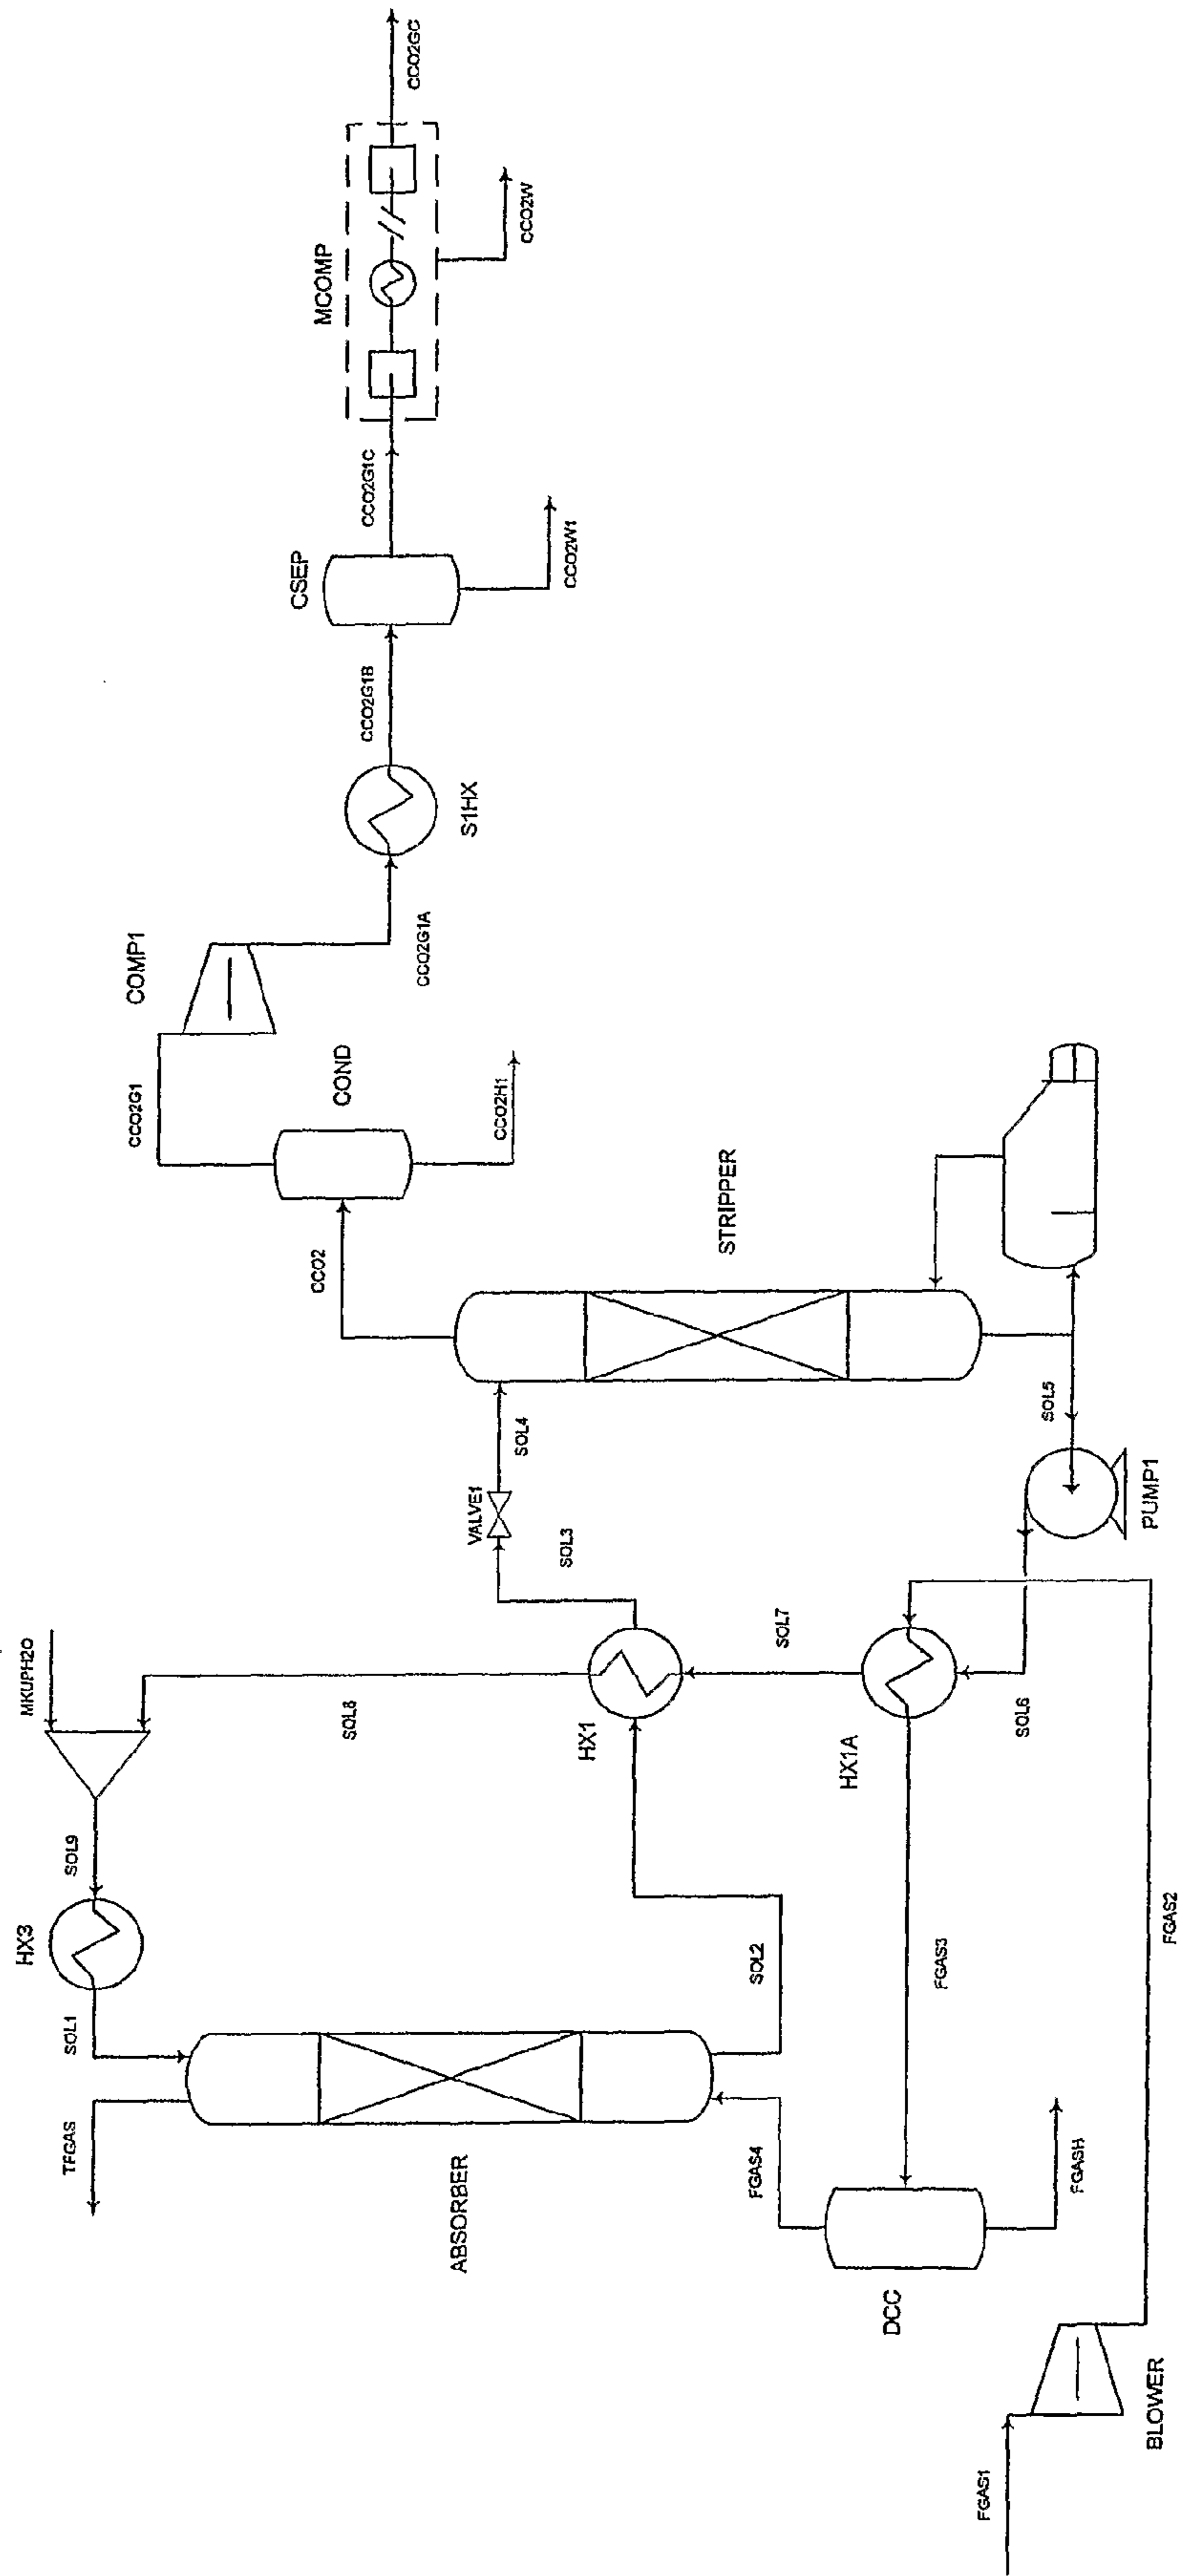 FGAS1
BLOWER
FGAS2
DCC
FGASH
FGAS3
FGAS4
ABSORBER
TFGAS
SOL1
HX3
SOL9
MKUPH2O
SOL8
SOL2
HX1
HX1A
SOL6
SOL7
SOL3
VALVE1
SOL4
PUMP1
SOL5
STRIPPER
CCO2
COND
CCO2H1
CCO2G1
COMP1
CCO2G1A
S1HX
CCO2G1B
CSEP
CCO2W1
CCO2G1C
MCOMP
CCO2W
CCO2GC